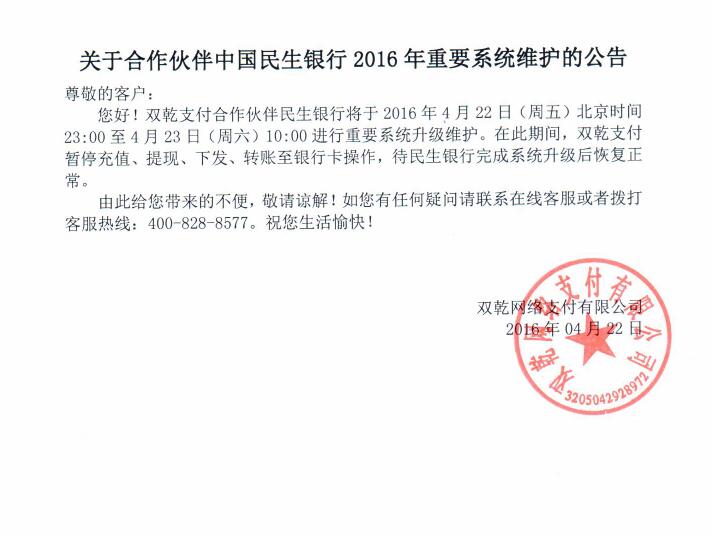 关于合作伙伴中国民生银行 2016 年重要系统维护的公告
尊敬的客户：
您好！双乾支付合作伙伴民生银行将于 2016 年 4 月 22 日（周五）北京时间
23:00 至 4 月 23 日（周六）10:00 进行重要系统升级维护。在此期间，双乾支付
暂停充值、提现、下发、转账至银行卡操作，待民生银行完成系统升级后恢复正
常。
由此给您带来的不便，敬请谅解！如您有任何疑问请联系在线客服或者拨打
客服热线：400-828-8577。祝您生活愉快！
双乾网络支付有限公司
2016 年 04 月 22 日
双乾网络支付有限公司
3205042928972